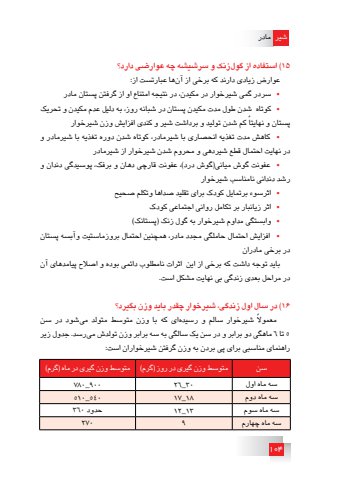 شیر مادر
۱۵) استفاده از گول‌زنک و سرشیشه چه عوارضی دارد؟
عوارض زیادی دارند که برخی از آن‌ها عبارتست از:
• سردر گمی شیرخوار در مکیدن، در نتیجه امتناع او از گرفتن پستان مادر
• کوتاه شدن طول مدت مکیدن پستان در شبانه روز، به دلیل عدم مکیدن و تحریک
پستان و نهایتاً کم شدن تولید و برداشت شیر و کندی افزایش وزن شیرخوار
• کاهش مدت تغذیه انحصاری با شیرمادر، کوتاه شدن دوره تغذیه با شیرمادر و
در نهایت احتمال قطع شیردهی و محروم شدن شیرخوار از شیرمادر
• عفونت گوش میانی(گوش درد)، عفونت قارچی دهان و برفک، پوسیدگی دندان و
رشد دندانی نامناسب شیرخوار
• اثرسوء برتمایل کودک برای تقلید صداها وتکلم صحیح
• اثر زیانبار بر تکامل روانی اجتماعی کودک
• وابستگی مداوم شیرخوار به گول زنک (پستانک)
• افزایش احتمال حاملگی مجدد مادر، همچنین احتمال بروزماستیت وآبسه پستان
در برخی مادران
باید توجه داشت که برخی از این اثرات نامطلوب دائمی بوده و اصلاح پیامدهای آن
در مراحل بعدی زندگی بی نهایت مشکل است.
۱۶) در سال اول زندگی، شیرخوار چقدر باید وزن بگیرد؟
معمولاً شیرخوار سالم و رسیده‌ای که با وزن متوسط متولد می‌شود در سن
۵ تا ۶ ماهگی دو برابر و در سن یک سالگی به سه برابر وزن تولدش می‌رسد. جدول زیر
راهنمای مناسبی برای پی بردن به وزن گرفتن شیرخواران است:
سن متوسط وزن گیری در روز (گرم) متوسط وزن گیری در ماه (گرم)
سه ماه اول ۲۶_۳۰ ۷۸۰_۹۰۰
سه ماه دوم ۱۷_۱۸ ۵۱۰_۵۴۰
سه ماه سوم ۱۲_۱۳ حدود ۳۶۰
سه ماه چهارم ۹ ۲۷۰
۱۰۴